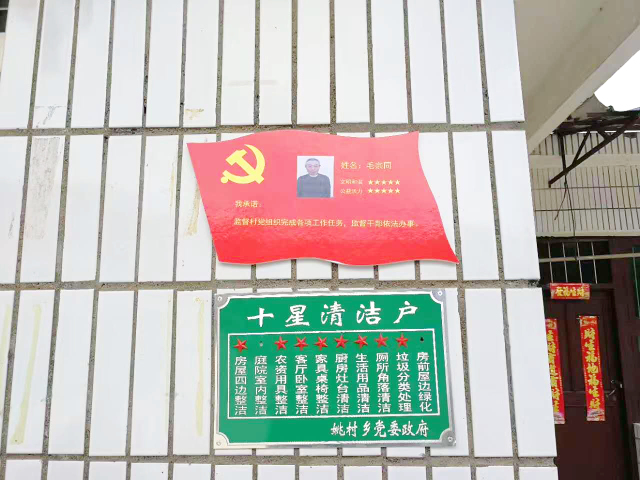 姓名：毛宗同
★★★★★
★★★★★
我承诺：
监督村党组织完成各项工作任务，监督干部依法办事。
十星清洁户
房屋四边整洁
庭院室内整洁
农资用具整洁
客厅卧室整洁
家具桌椅整洁
厨房灶台清洁
生活用品清洁
厕所角落清洁
垃圾分类处理
房前屋边绿化
姚村乡党委政府